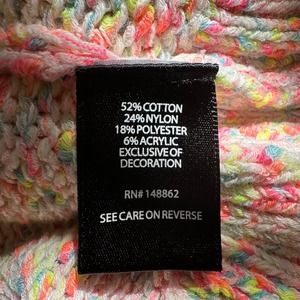 52% COTTON
24% NYLON
18% POLYESTER
6% ACRYLIC
EXCLUSIVE OF
DECORATION
RN# 148862
SEE CARE ON REVERSE